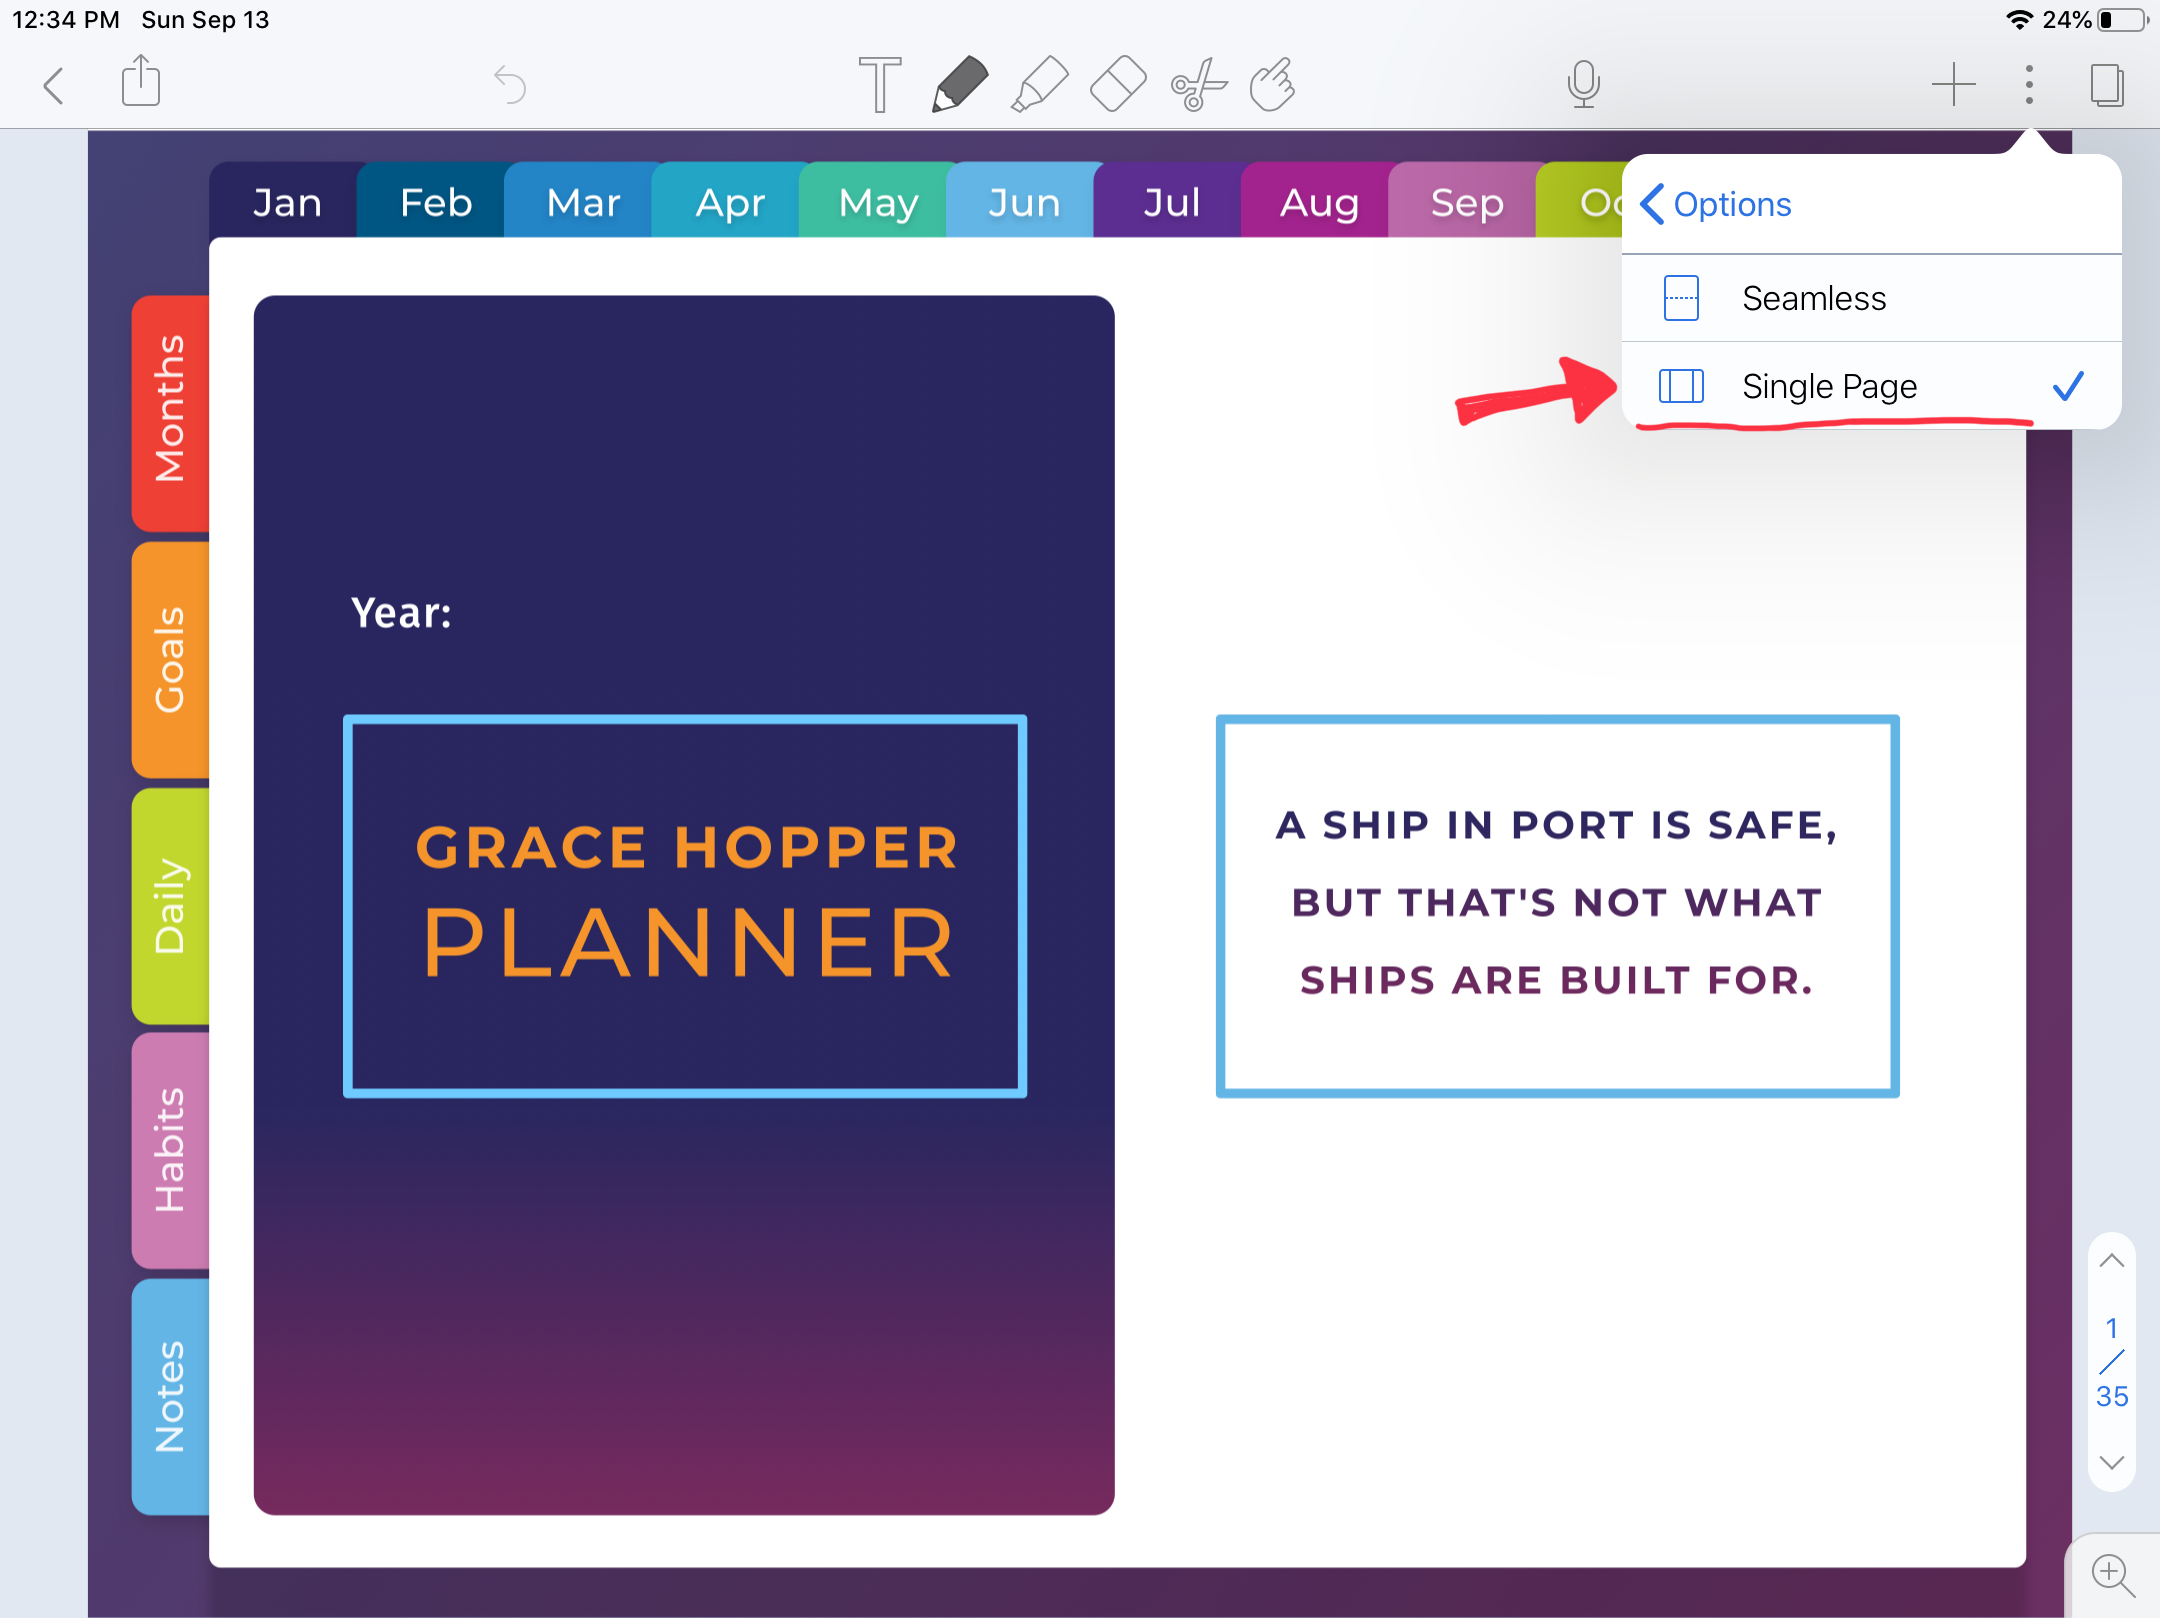 12:34 PM Sun Sep 13
24%
Jan Feb Mar Apr May Jun Jul Aug Sep
Options
Seamless
Single Page
Months
Goals
Daily
Habits
Notes
Year:
GRACE HOPPER
PLANNER
A SHIP IN PORT IS SAFE,
BUT THAT'S NOT WHAT
SHIPS ARE BUILT FOR.
1
/
35